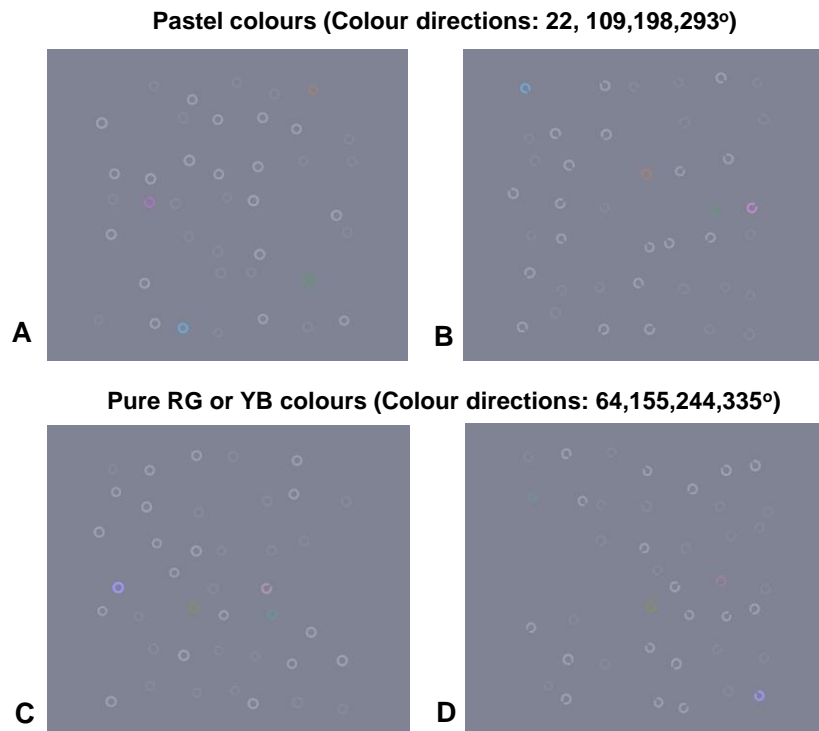 Pastel colours (Colour directions: 22, 109,198,293º)
A
B
Pure RG or YB colours (Colour directions: 64,155,244,335º)
C
D